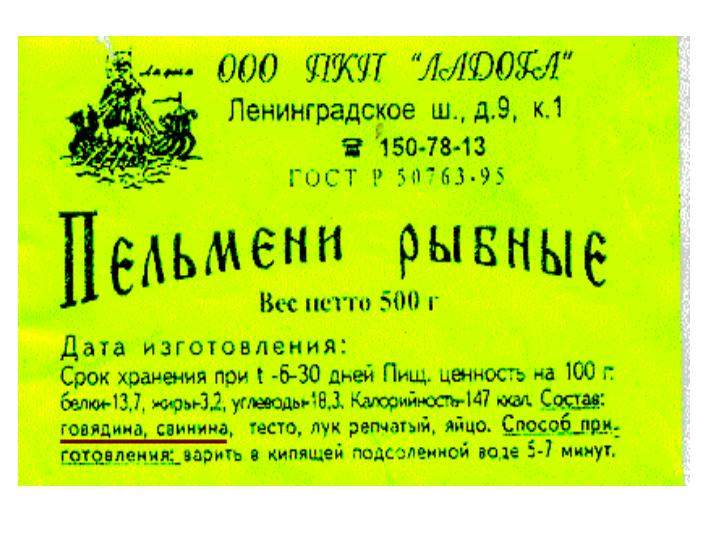 Ладога ООО ПКП "ЛАДОГА"
Ленинградское ш., д.9, к.1
☎ 150-78-13
ГОСТ Р 50763-95
Пельмени рыбные
Вес нетто 500 г
Дата изготовления:
Срок хранения при t -6-30 дней Пищ. ценность на 100 г:
белки-13,7, жиры-3,2, углеводы-18,3. Калорийность-147 ккал. Состав:
говядина, свинина, тесто, лук репчатый, яйцо. Способ при-
готовления: варить в кипящей подсоленной воде 5-7 минут.